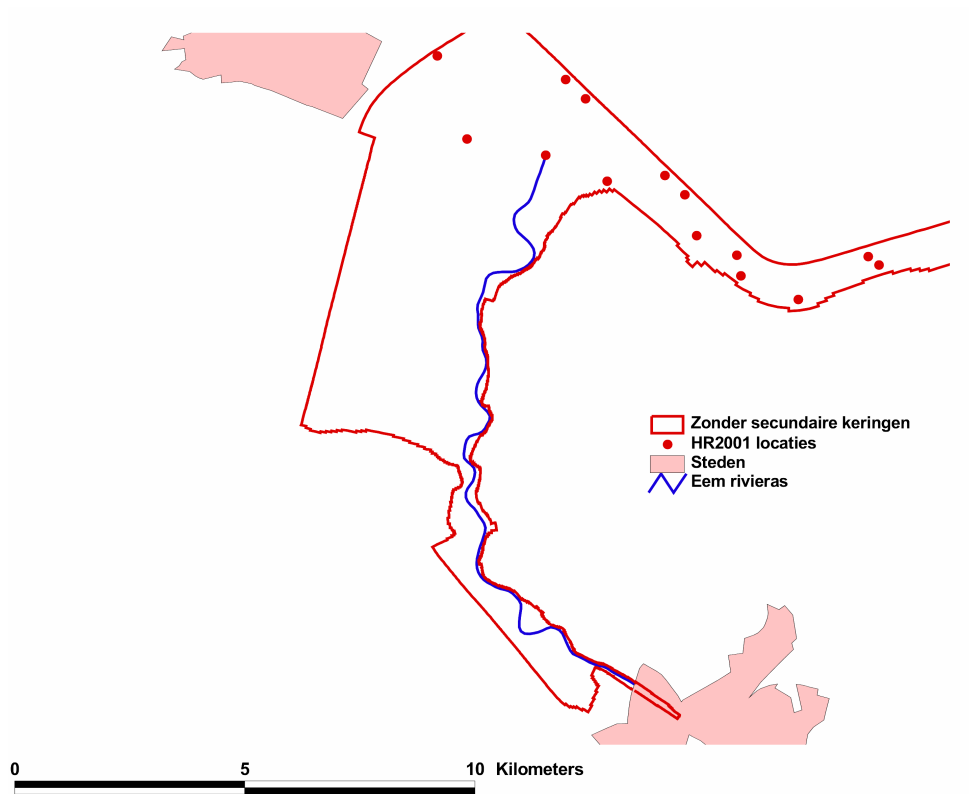 Zonder secundaire keringen
HR2001 locaties
Steden
Eem rivieras
0 5 10 Kilometers